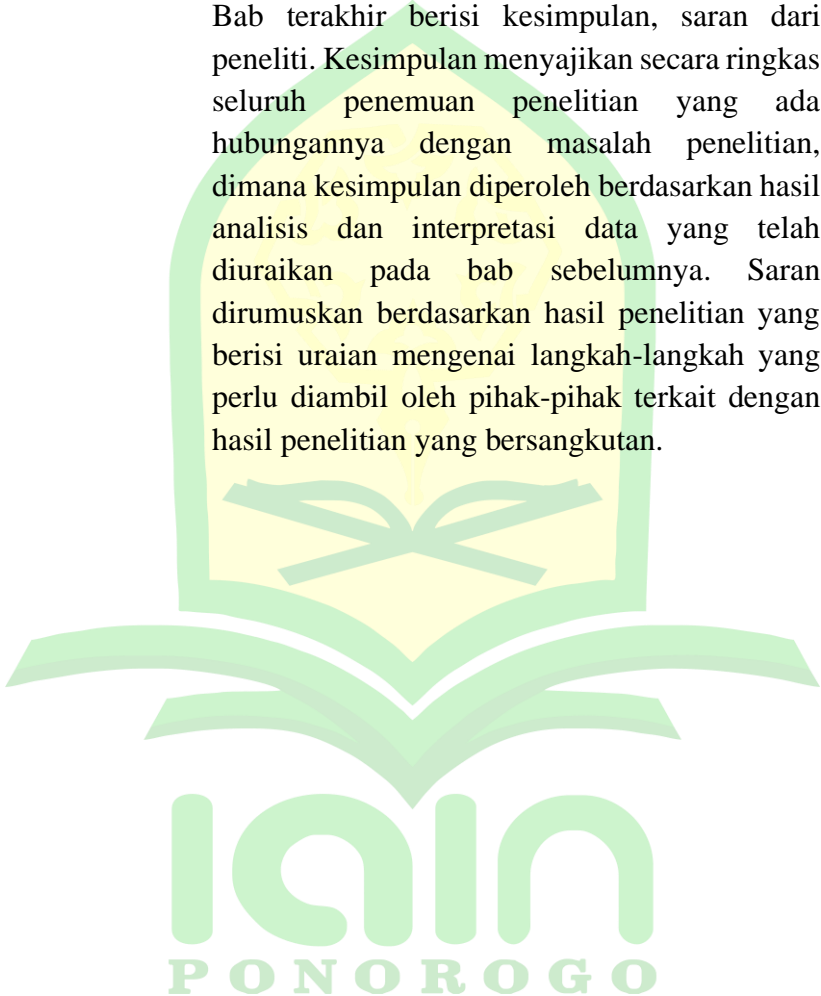 Bab terakhir berisi kesimpulan, saran dari
peneliti. Kesimpulan menyajikan secara ringkas
seluruh penemuan penelitian yang ada
hubungannya dengan masalah penelitian,
dimana kesimpulan diperoleh berdasarkan hasil
analisis dan interpretasi data yang telah
diuraikan pada bab sebelumnya. Saran
dirumuskan berdasarkan hasil penelitian yang
berisi uraian mengenai langkah-langkah yang
perlu diambil oleh pihak-pihak terkait dengan
hasil penelitian yang bersangkutan.
iain
PONOROGO